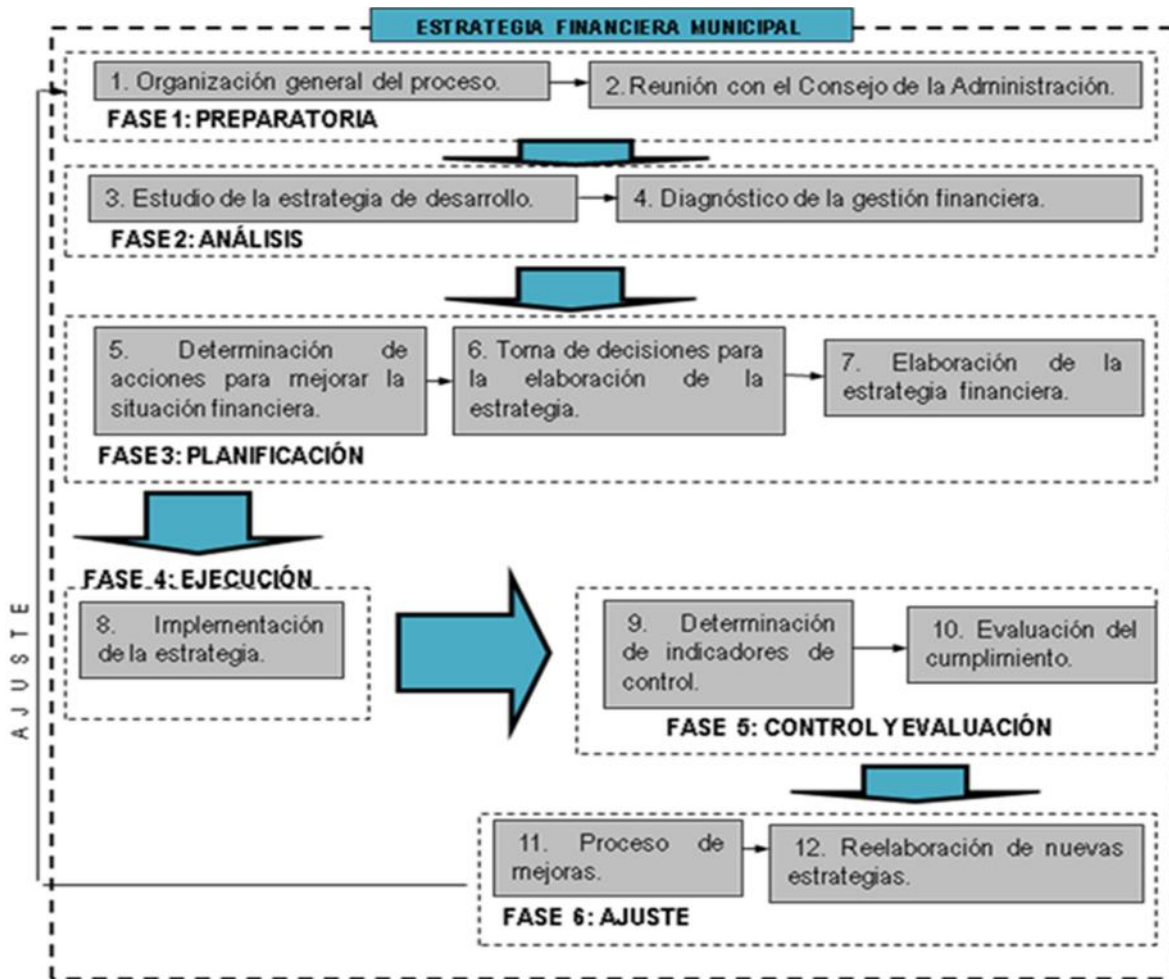 ESTRATEGIA FINANCIERA MUNICIPAL
1. Organización general del proceso.
2. Reunión con el Consejo de la Administración.
FASE 1: PREPARATORIA
3. Estudio de la estrategia de desarrollo.
4. Diagnóstico de la gestión financiera.
FASE 2: ANÁLISIS
5. Determinación de
acciones para mejorar la
situación financiera.
6. Toma de decisiones para
la elaboración de la
estrategia.
7. Elaboración de la
estrategia financiera.
FASE 3: PLANIFICACIÓN
FASE 4: EJECUCIÓN
8. Implementación
de la estrategia.
9. Determinación
de indicadores de
control.
10. Evaluación del
cumplimiento.
FASE 5: CONTROL Y EVALUACIÓN
11. Proceso de
mejoras.
12. Reelaboración de nuevas
estrategias.
FASE 6: AJUSTE
AJUSTE